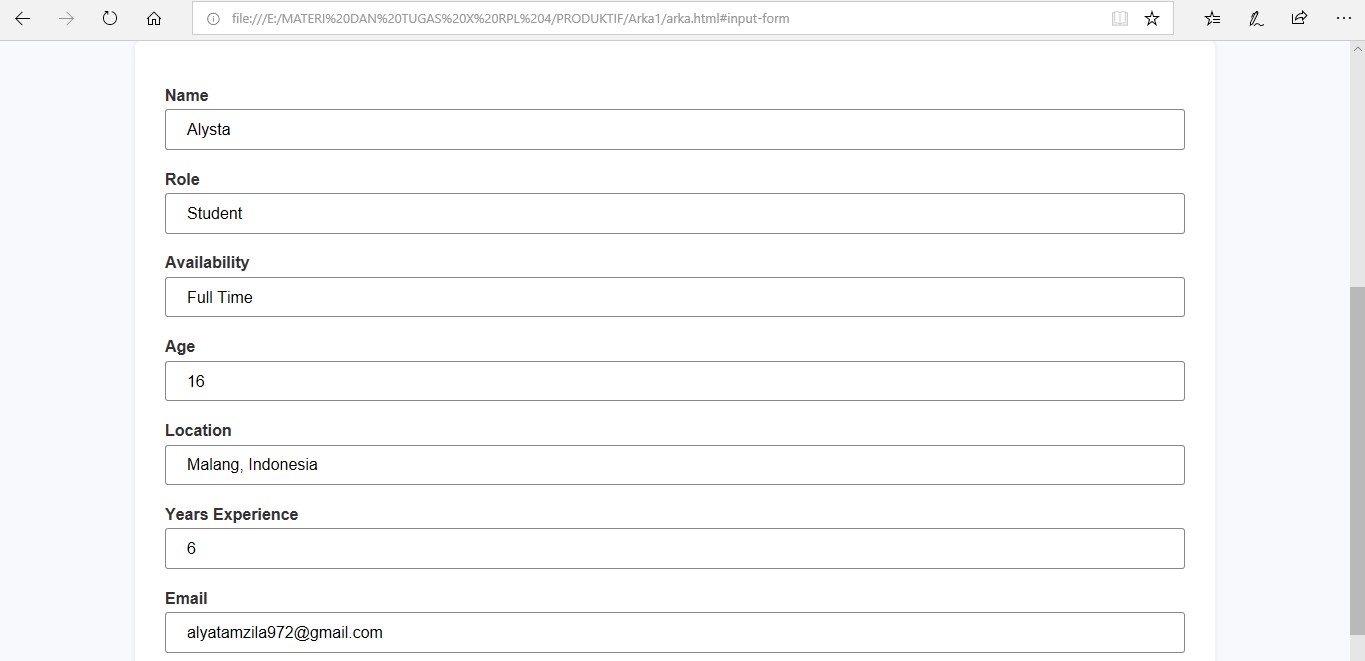 file:///E:/MATERI%20DAN%20TUGAS%20X%20RPL%204/PRODUKTIF/Arka1/arka.html#input-form
Name
Alysta
Role
Student
Availability
Full Time
Age
16
Location
Malang, Indonesia
Years Experience
6
Email
alyatamzila972@gmail.com